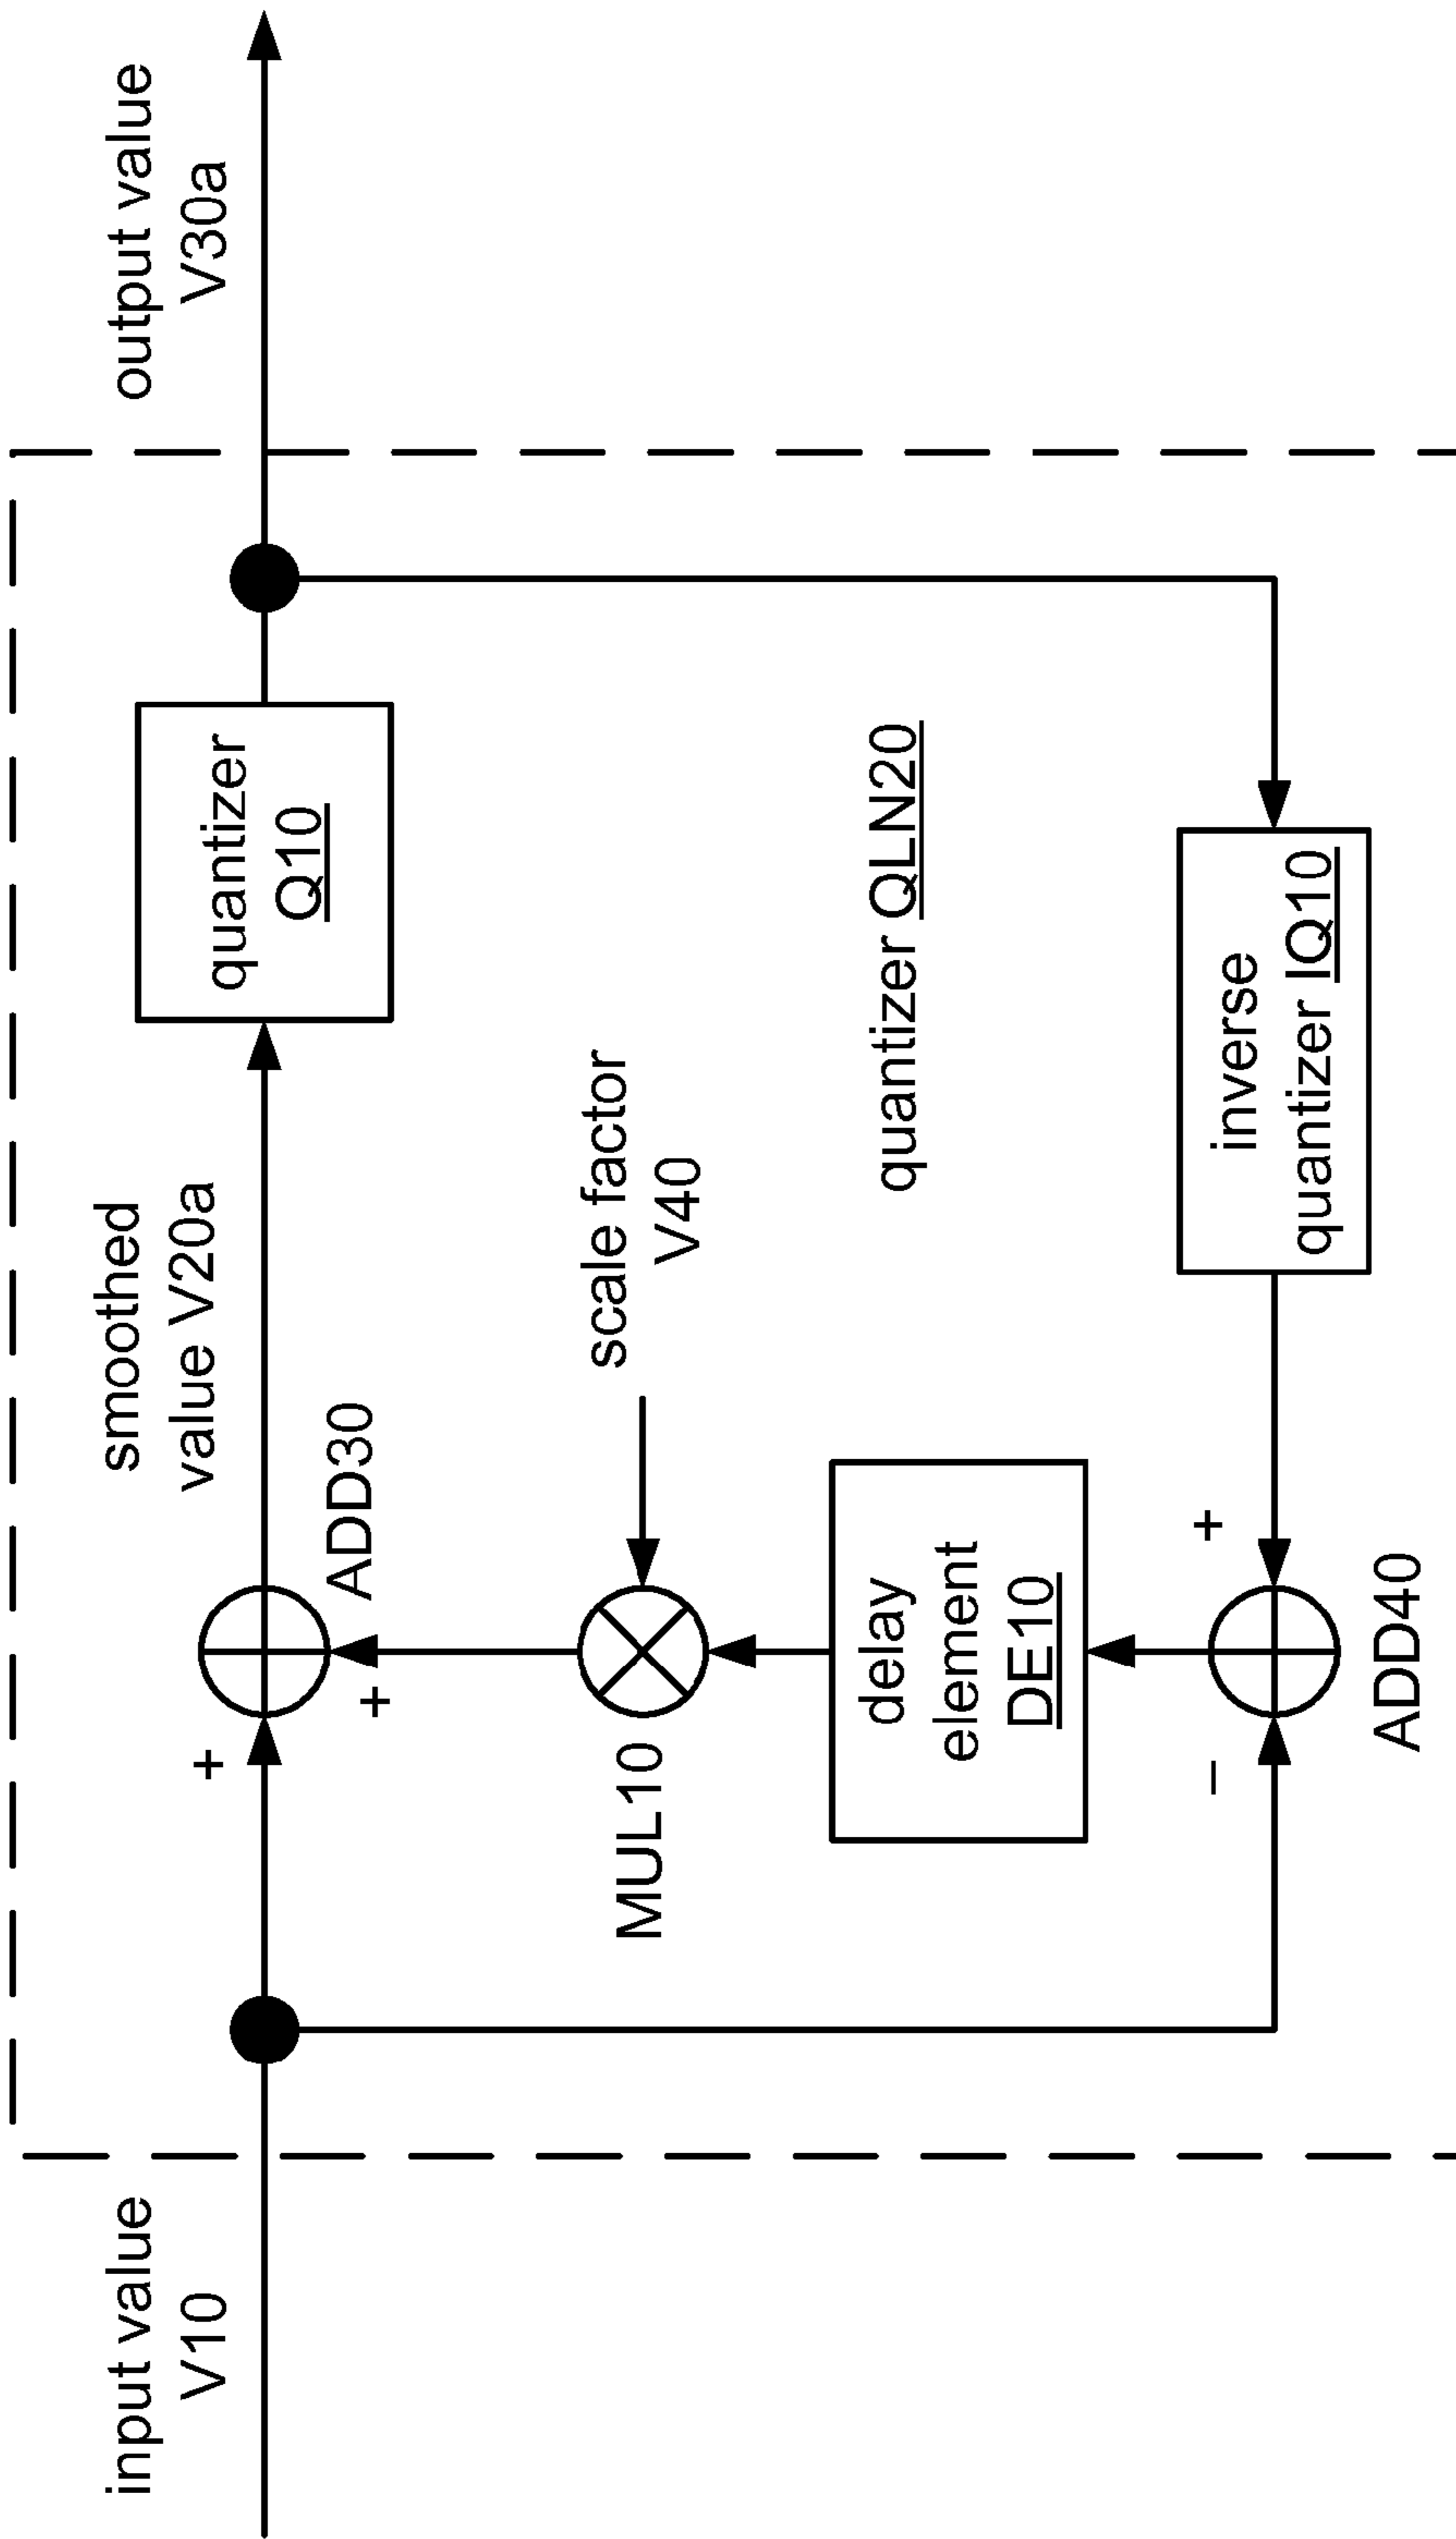 input value
V10
smoothed
value V20a
output value
V30a
+
ADD30
+
quantizer
Q10
MUL10
scale factor
V40
delay
element
DE10
quantizer QLN20
–
+
ADD40
inverse
quantizer IQ10